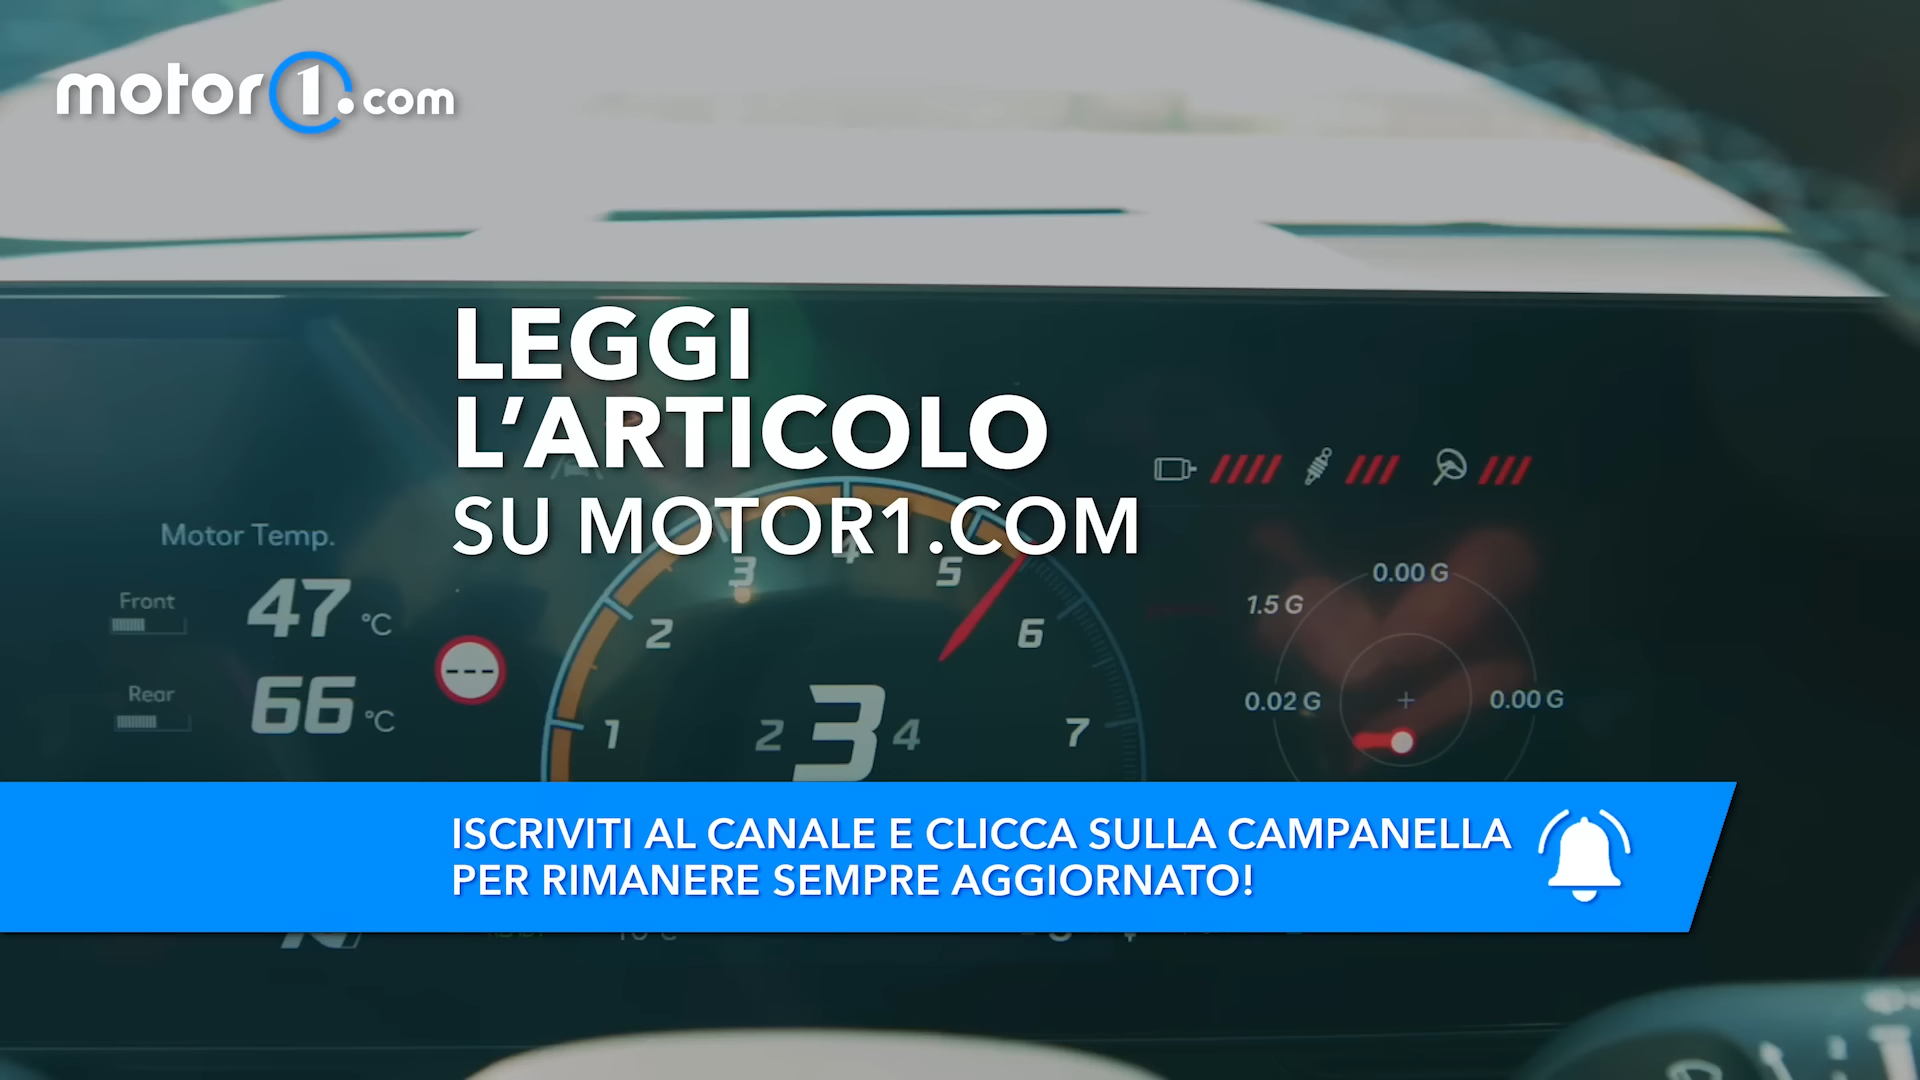 motor1.com
LEGGI
L’ARTICOLO
SU MOTOR1.COM
Motor Temp.
Front
47 °C
Rear
66 °C
1
2
3
4
5
6
7
2 3 4
0.00 G
1.5 G
0.02 G
0.00 G
ISCRIVITI AL CANALE E CLICCA SULLA CAMPANELLA
PER RIMANERE SEMPRE AGGIORNATO!